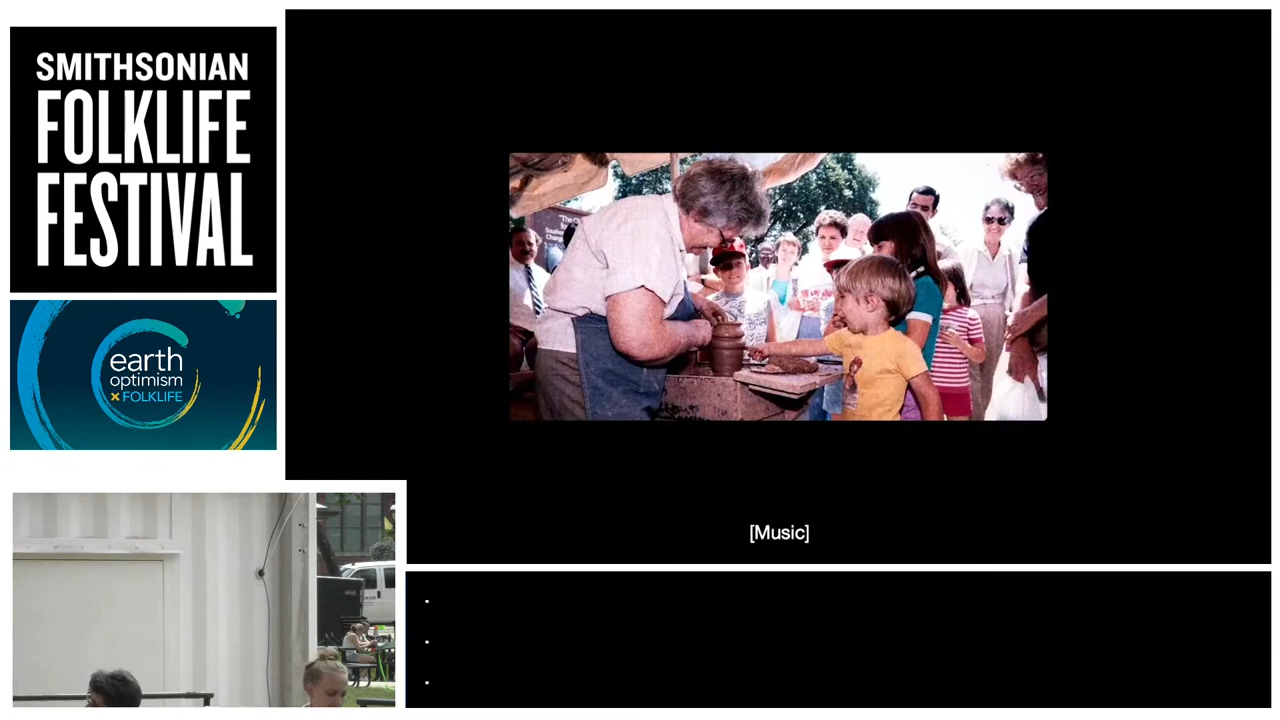 SMITHSONIAN
FOLKLIFE
FESTIVAL
earth
optimism
×FOLKLIFE
[Music]